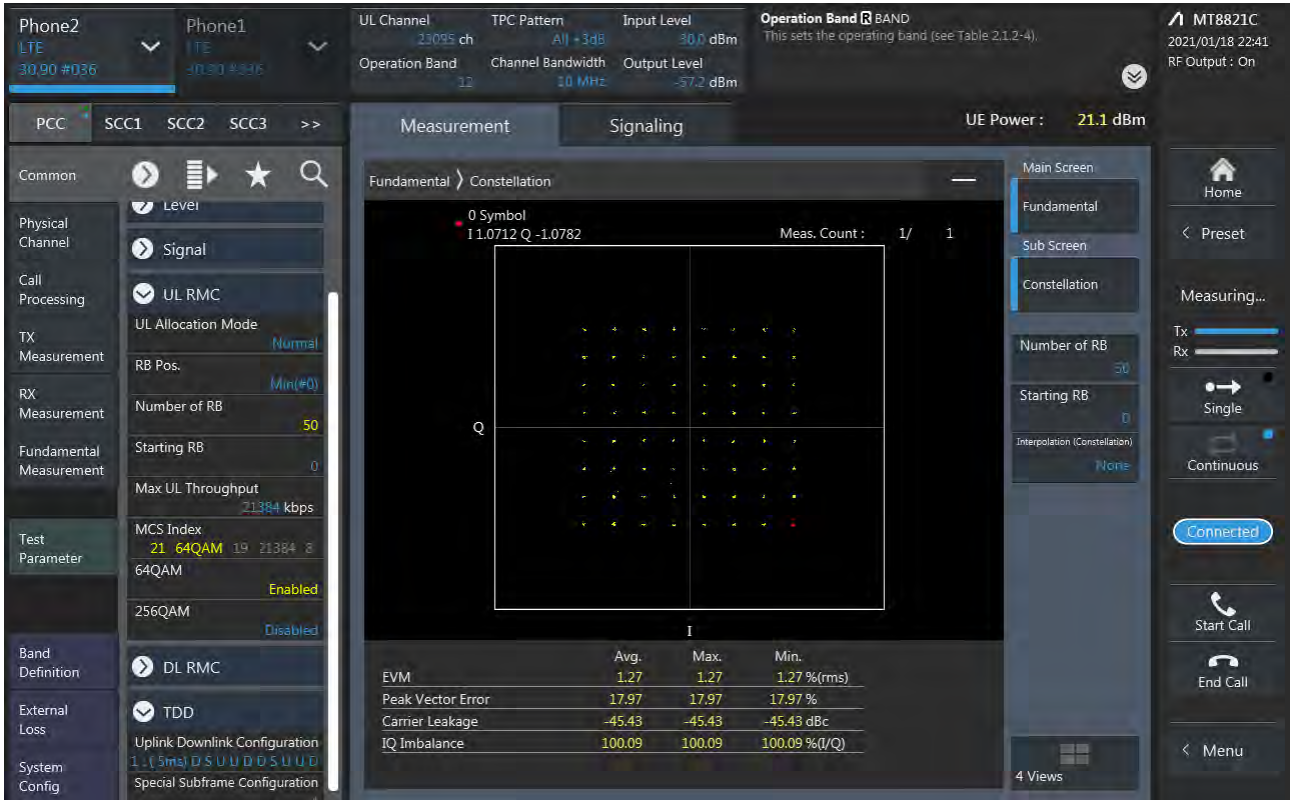 Phone2
LTE
30.90 #036
Phone1
LTE
30.90 #036
UL Channel
23095 ch
TPC Pattern
All +3dB
Input Level
30.0 dBm
Operation Band
12
Channel Bandwidth
10 MHz
Output Level
-57.2 dBm
Operation Band R BAND
This sets the operating band (see Table 2.1.2-4).
MT8821C
2021/01/18 22:41
RF Output : On
PCC
SCC1
SCC2
SCC3
>>
Measurement
Signaling
UE Power : 21.1 dBm
Common
Physical
Channel
Call
Processing
TX
Measurement
RX
Measurement
Fundamental
Measurement
Test
Parameter
Band
Definition
External
Loss
System
Config
Level
Signal
UL RMC
UL Allocation Mode
Normal
RB Pos.
Min(#0)
Number of RB
50
Starting RB
0
Max UL Throughput
21384 kbps
MCS Index
21 64QAM 19 21384 8
64QAM
Enabled
256QAM
Disabled
DL RMC
TDD
Uplink Downlink Configuration
1 : ( 5ms) D S U U D D S U U D
Special Subframe Configuration
Fundamental 〉 Constellation
0 Symbol
I 1.0712 Q -1.0782
Meas. Count : 1/ 1
Q
I
Avg. Max. Min.
EVM 1.27 1.27 1.27 %(rms)
Peak Vector Error 17.97 17.97 17.97 %
Carrier Leakage -45.43 -45.43 -45.43 dBc
IQ Imbalance 100.09 100.09 100.09 %(I/Q)
Main Screen
Fundamental
Sub Screen
Constellation
Number of RB
50
Starting RB
0
Interpolation (Constellation)
None
4 Views
Home
< Preset
Measuring...
Tx
Rx
Single
Continuous
Connected
Start Call
End Call
< Menu